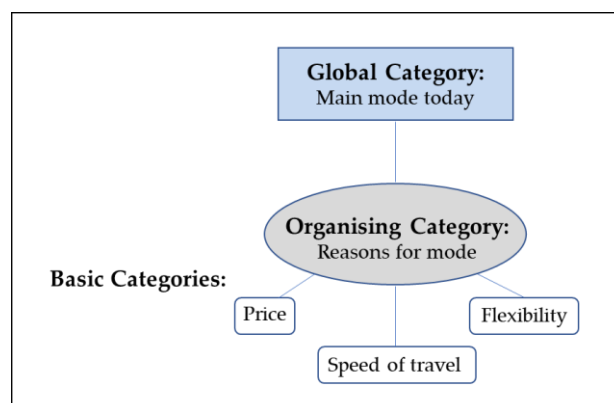 Global Category:
Main mode today
Organising Category:
Reasons for mode
Basic Categories:
Price
Flexibility
Speed of travel